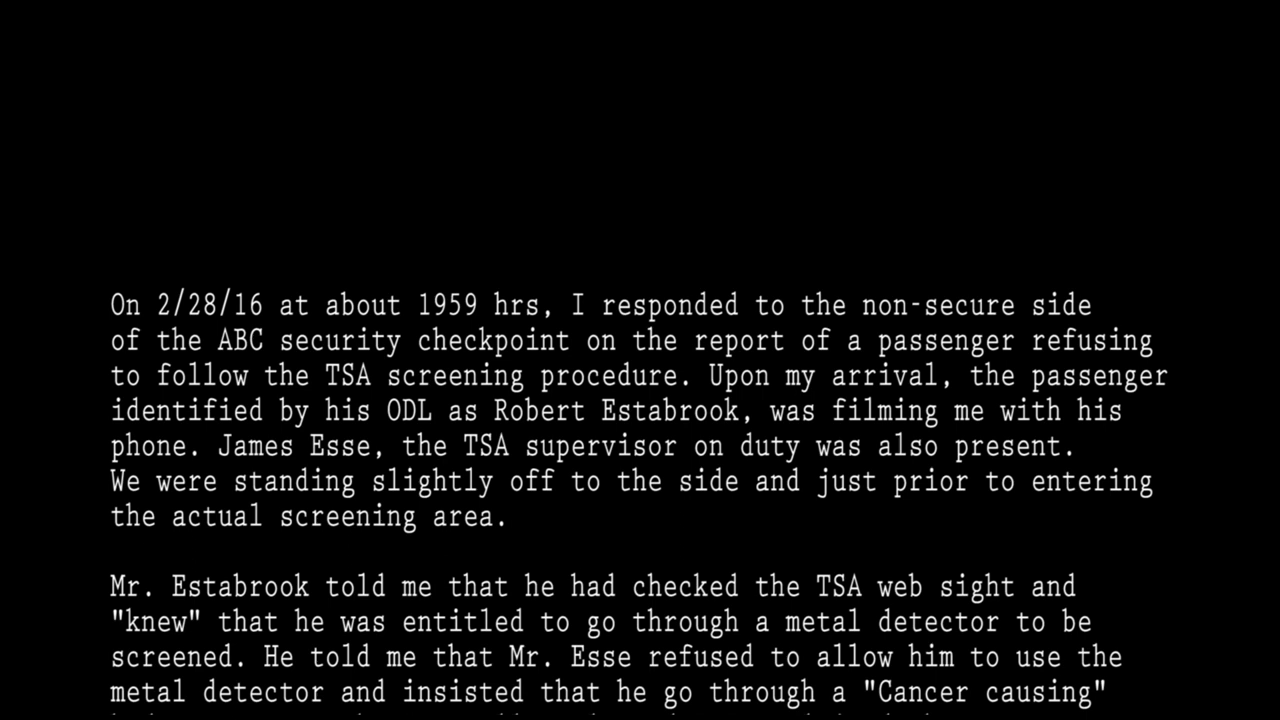 On 2/28/16 at about 1959 hrs, I responded to the non-secure side
of the ABC security checkpoint on the report of a passenger refusing
to follow the TSA screening procedure. Upon my arrival, the passenger
identified by his ODL as Robert Estabrook, was filming me with his
phone. James Esse, the TSA supervisor on duty was also present.
We were standing slightly off to the side and just prior to entering
the actual screening area.
Mr. Estabrook told me that he had checked the TSA web sight and
"knew" that he was entitled to go through a metal detector to be
screened. He told me that Mr. Esse refused to allow him to use the
metal detector and insisted that he go through a "Cancer causing"